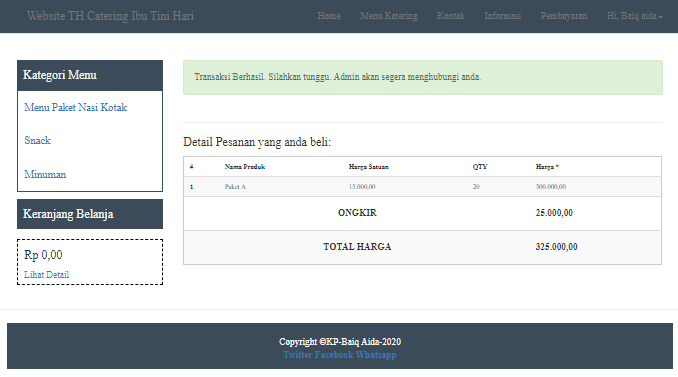 Website TH Catering Ibu Tini Hari
Home Menu Katering Kontak Informasi Pembayaran Hi, Baiq aida
Kategori Menu
Menu Paket Nasi Kotak
Snack
Minuman
Keranjang Belanja
Rp 0,00
Lihat Detail
Transaksi Berhasil. Silahkan tunggu. Admin akan segera menghubungi anda.
Detail Pesanan yang anda beli:
# Nama Produk Harga Satuan QTY Harga *
1 Paket A 15.000,00 20 300.000,00
ONGKIR 25.000,00
TOTAL HARGA 325.000,00
Copyright ©KP-Baiq Aida-2020
Twitter Facebook Whatsapp